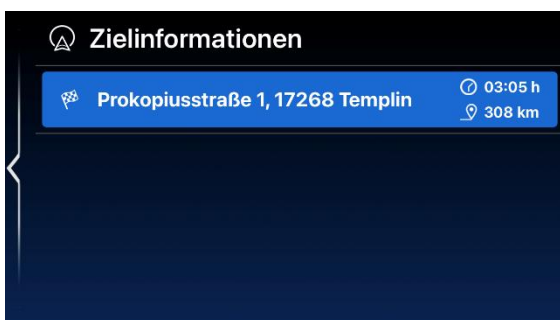 Zielinformationen
Prokopiusstraße 1, 17268 Templin
03:05 h
308 km